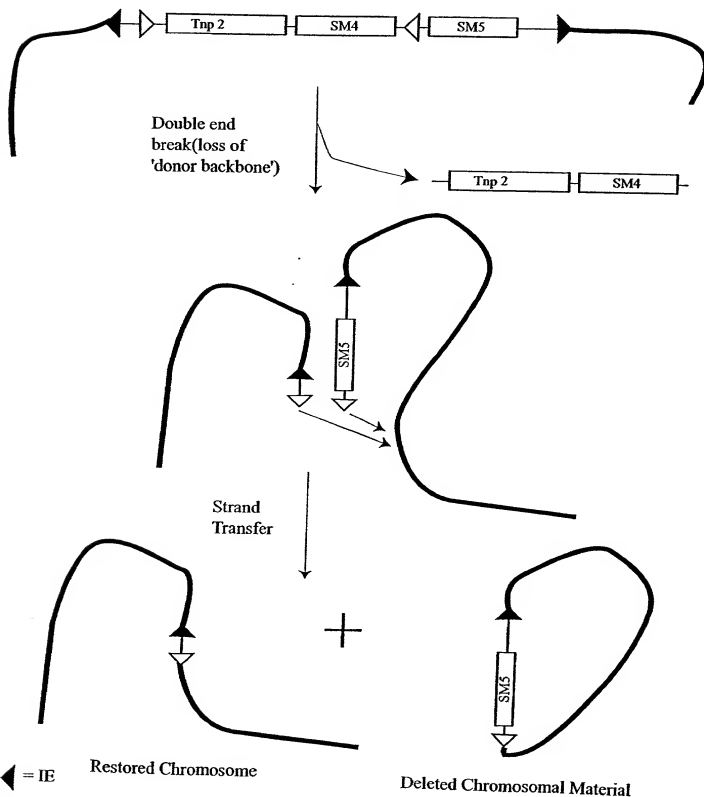 Tnp 2 SM4 SM5
Double end
break(loss of
'donor backbone')
Tnp 2 SM4
SM5
Strand
Transfer
+
SM5
= IE
Restored Chromosome
Deleted Chromosomal Material